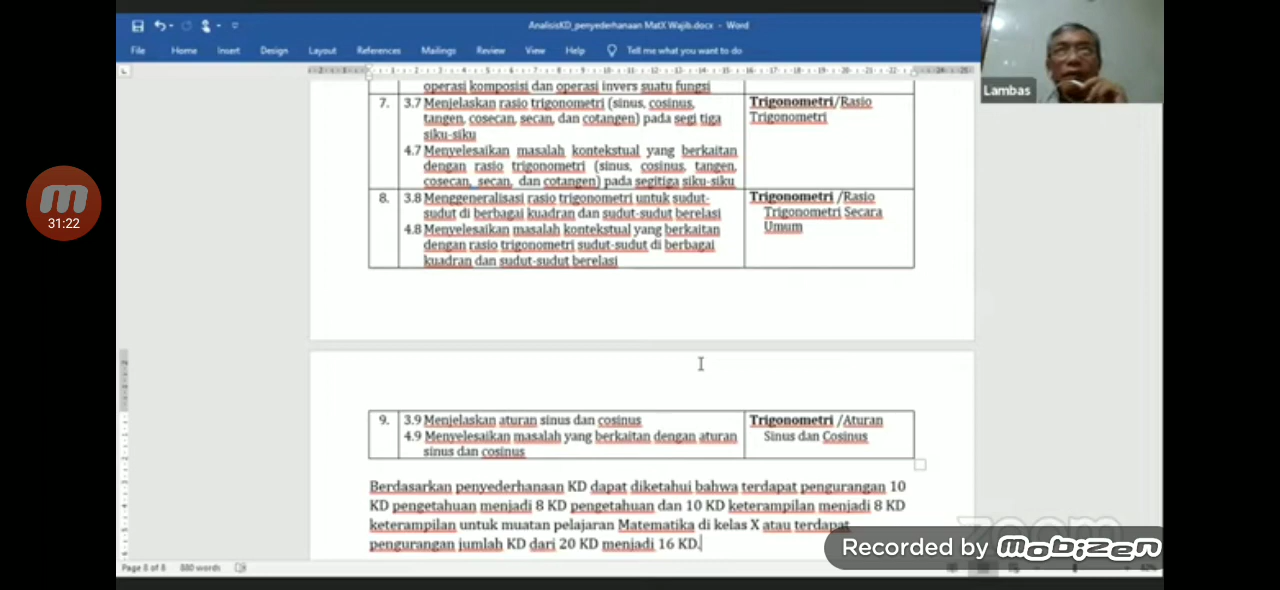 AnalisisKD_penyederhanaan MatX Wajib.docx - Word
File Home Insert Design Layout References Mailings Review View Help Tell me what you want to do
Lambas
operasi komposisi dan operasi invers suatu fungsi
7. 3.7 Menjelaskan rasio trigonometri (sinus, cosinus, tangen, cosecan, secan, dan cotangen) pada segi tiga siku-siku
4.7 Menyelesaikan masalah kontekstual yang berkaitan dengan rasio trigonometri (sinus, cosinus, tangen, cosecan, secan, dan cotangen) pada segitiga siku-siku
Trigonometri/Rasio
Trigonometri
8. 3.8 Menggeneralisasi rasio trigonometri untuk sudut-
sudut di berbagai kuadran dan sudut-sudut berelasi
4.8 Menyelesaikan masalah kontekstual yang berkaitan
dengan rasio trigonometri sudut-sudut di berbagai
kuadran dan sudut-sudut berelasi
Trigonometri /Rasio
Trigonometri Secara
Umum
31:22
9. 3.9 Menjelaskan aturan sinus dan cosinus
4.9 Menyelesaikan masalah yang berkaitan dengan aturan
sinus dan cosinus
Trigonometri /Aturan
Sinus dan Cosinus
Berdasarkan penyederhanaan KD dapat diketahui bahwa terdapat pengurangan 10
KD pengetahuan menjadi 8 KD pengetahuan dan 10 KD keterampilan menjadi 8 KD
keterampilan untuk muatan pelajaran Matematika di kelas X atau terdapat
pengurangan jumlah KD dari 20 KD menjadi 16 KD.
zoom
Recorded by mobizen
Page 8 of 8 880 words